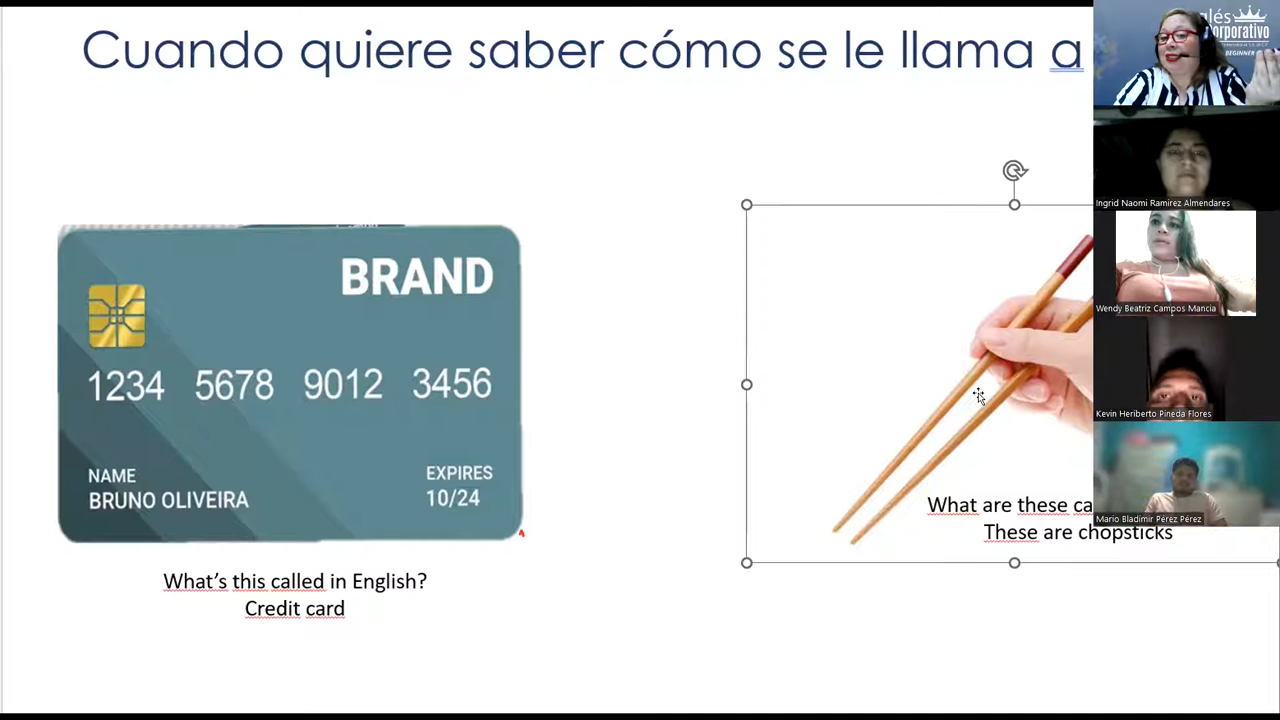 Cuando quiere saber cómo se le llama a
BRAND
1234 5678 9012 3456
NAME
BRUNO OLIVEIRA
EXPIRES
10/24
What's this called in English?
Credit card
What are these
These are chopsticks
orporativo
BEGINNER
Ingrid Naomi Ramirez Almendares
Wendy Beatriz Campos Mancia
Kevin Heriberto Pineda Flores
Mario Bladimir Pérez Pérez